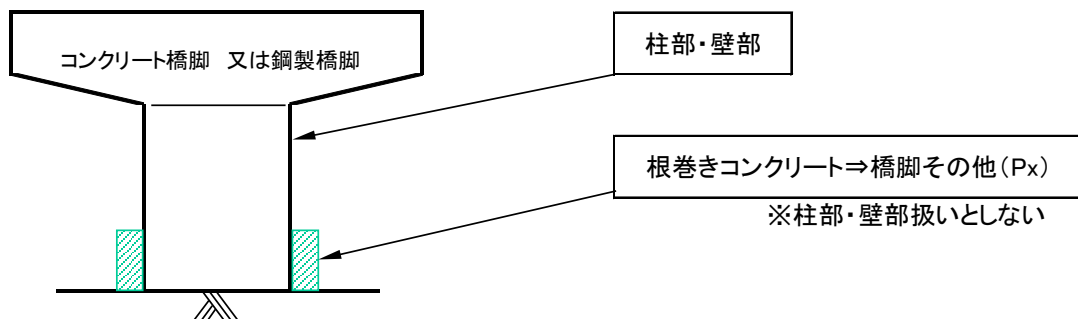 コンクリート橋脚　又は鋼製橋脚
柱部・壁部
根巻きコンクリート⇒橋脚その他(Px)
※柱部・壁部扱いとしない